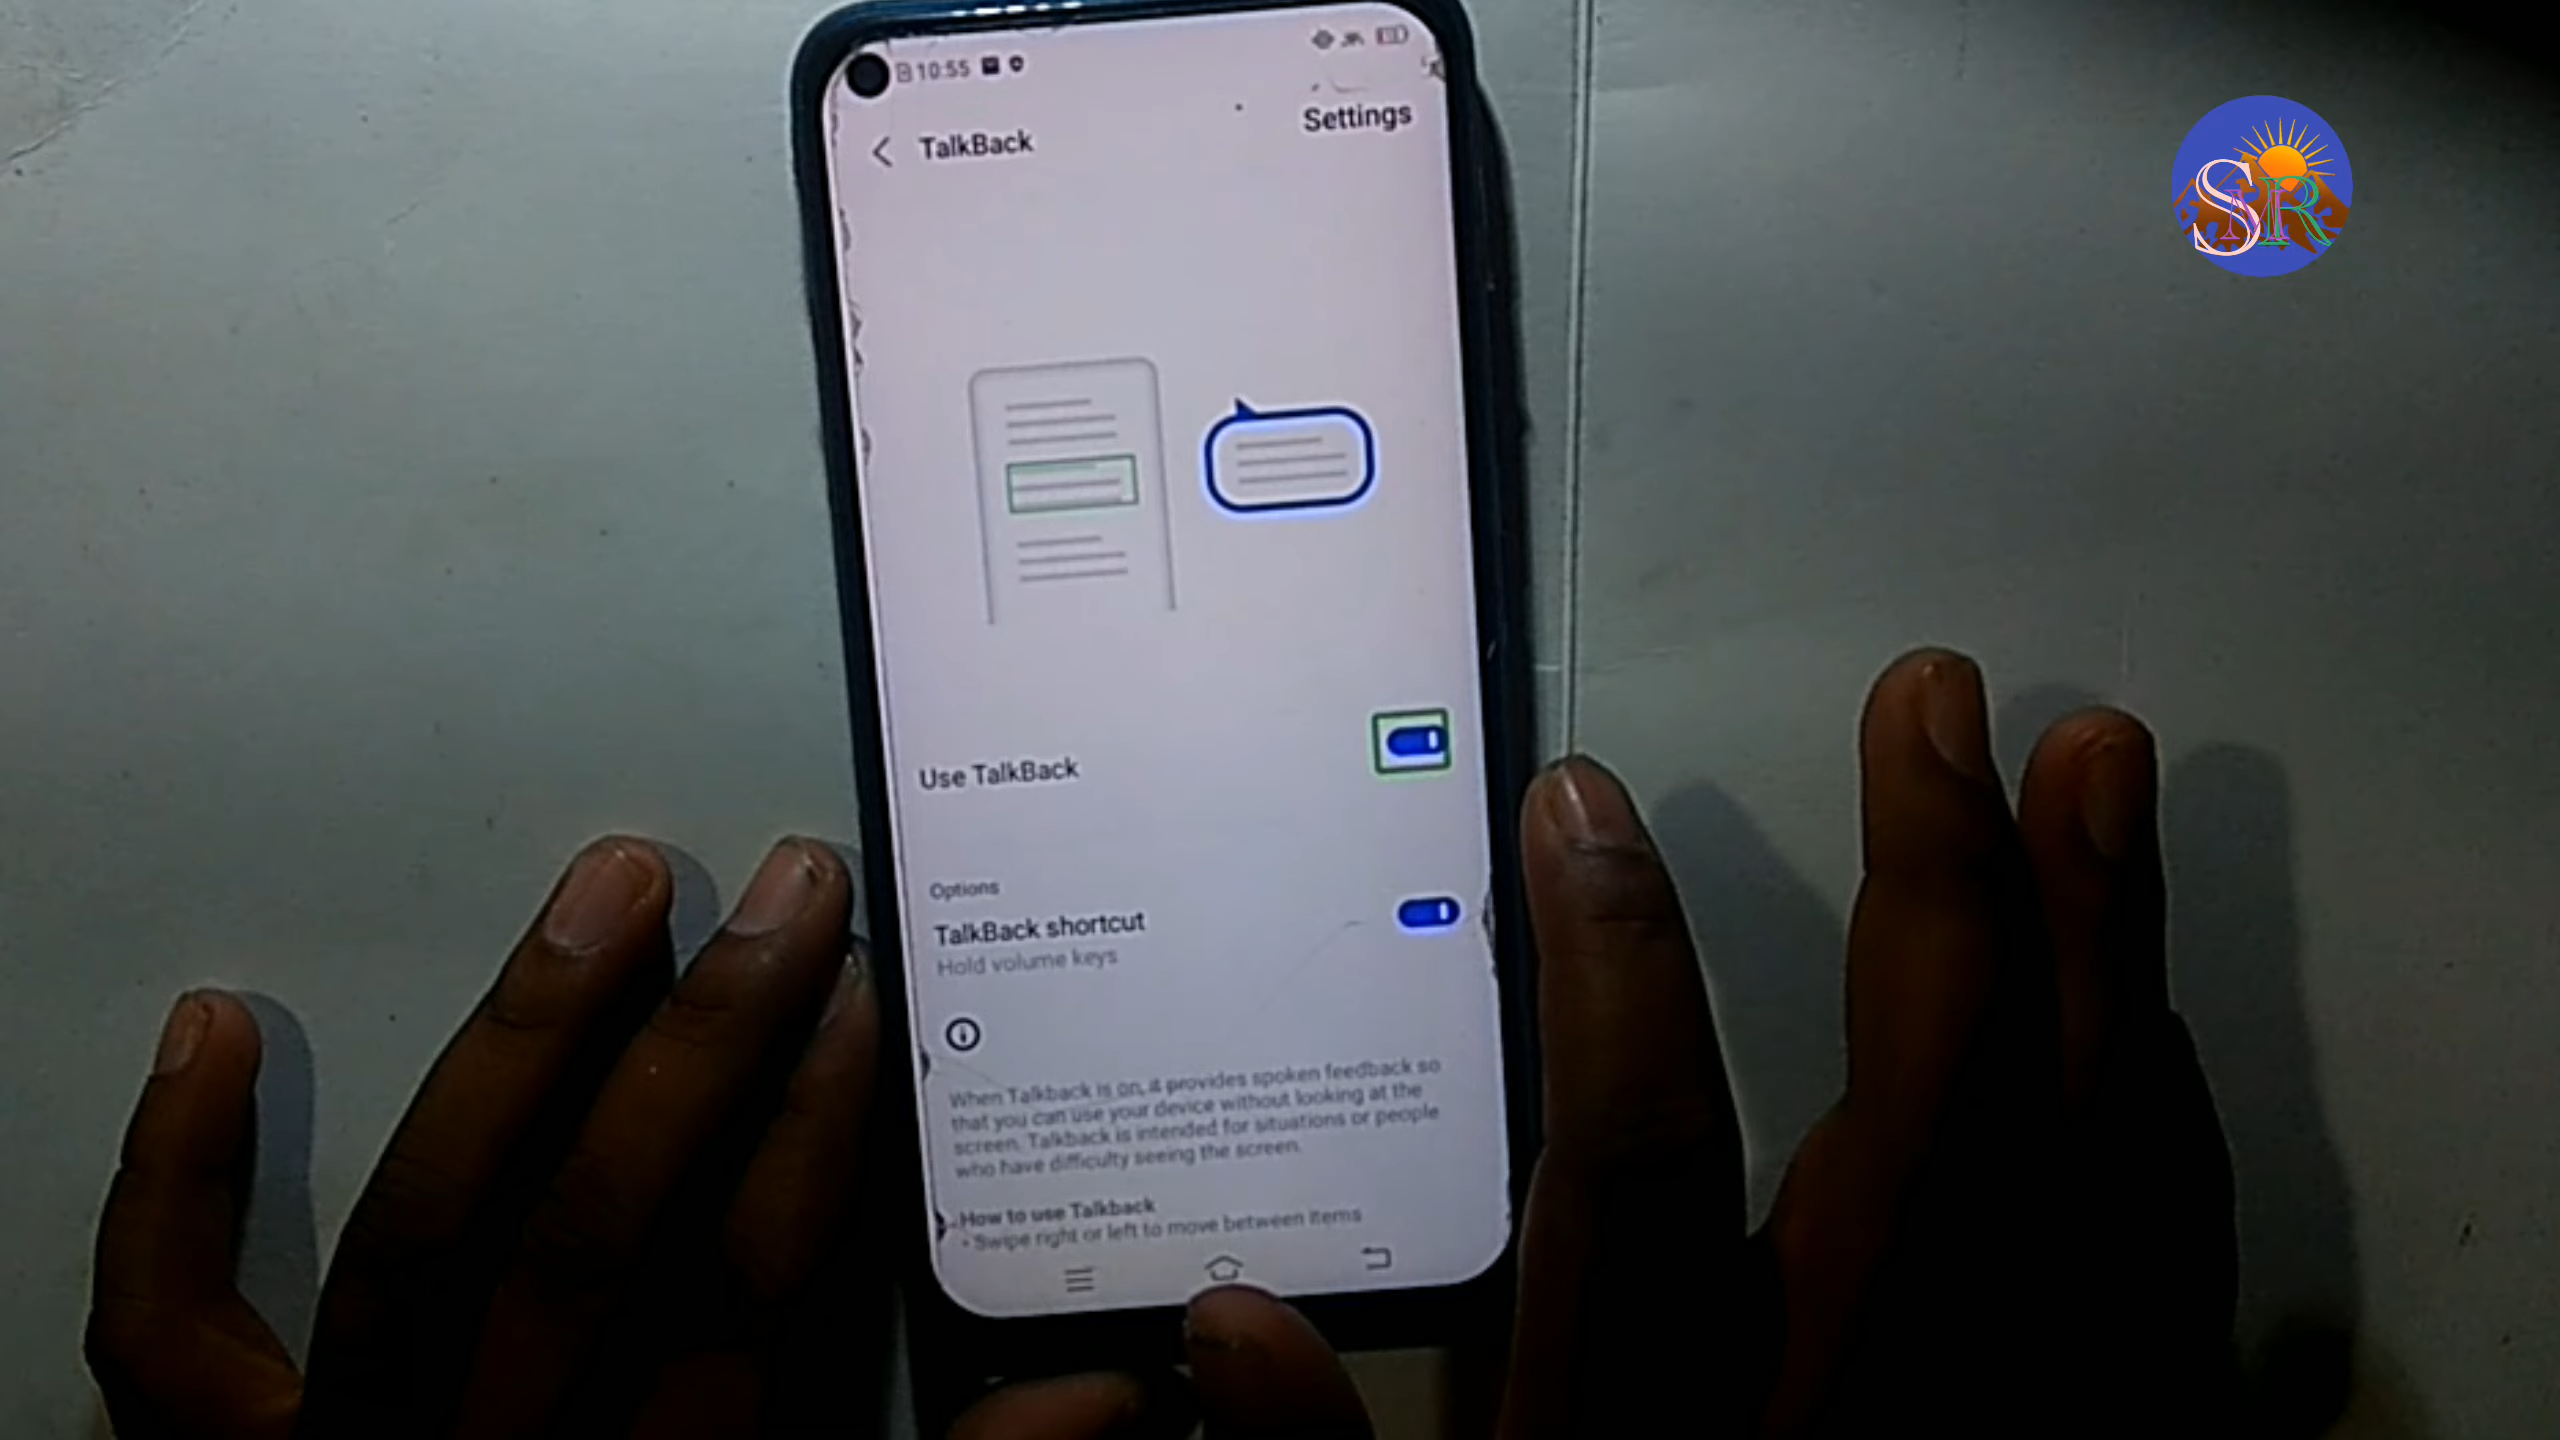 10:55
Settings
TalkBack
Use TalkBack
Options
TalkBack shortcut
Hold volume keys
When Talkback is on, it provides spoken feedback so
that you can use your device without looking at the
screen. Talkback is intended for situations or people
who have difficulty seeing the screen.
How to use Talkback
• Swipe right or left to move between items
SMR